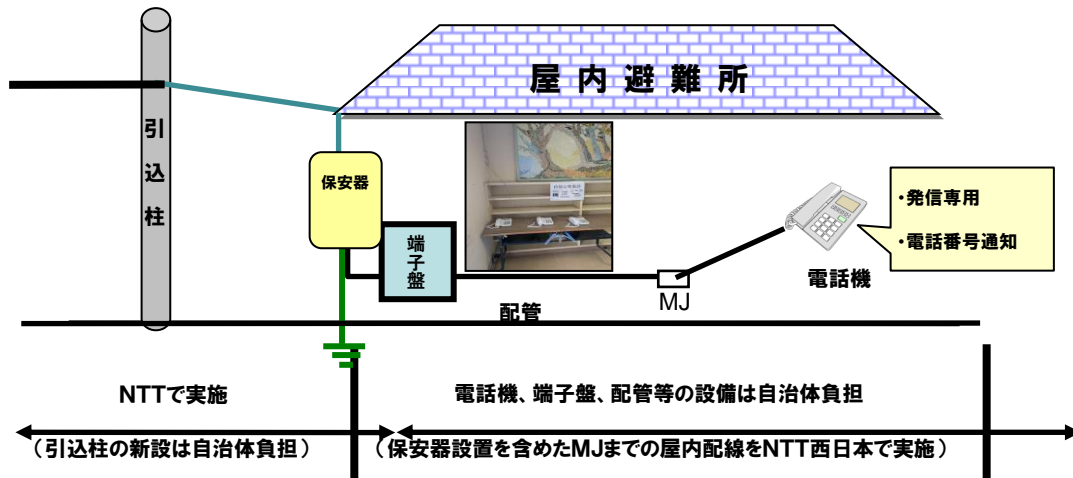 屋内避難所
引込柱
保安器
端子盤
・発信専用
・電話番号通知
電話機
MJ
配管
NTTで実施
電話機、端子盤、配管等の設備は自治体負担
（引込柱の新設は自治体負担）
（保安器設置を含めたMJまでの屋内配線をNTT西日本で実施）